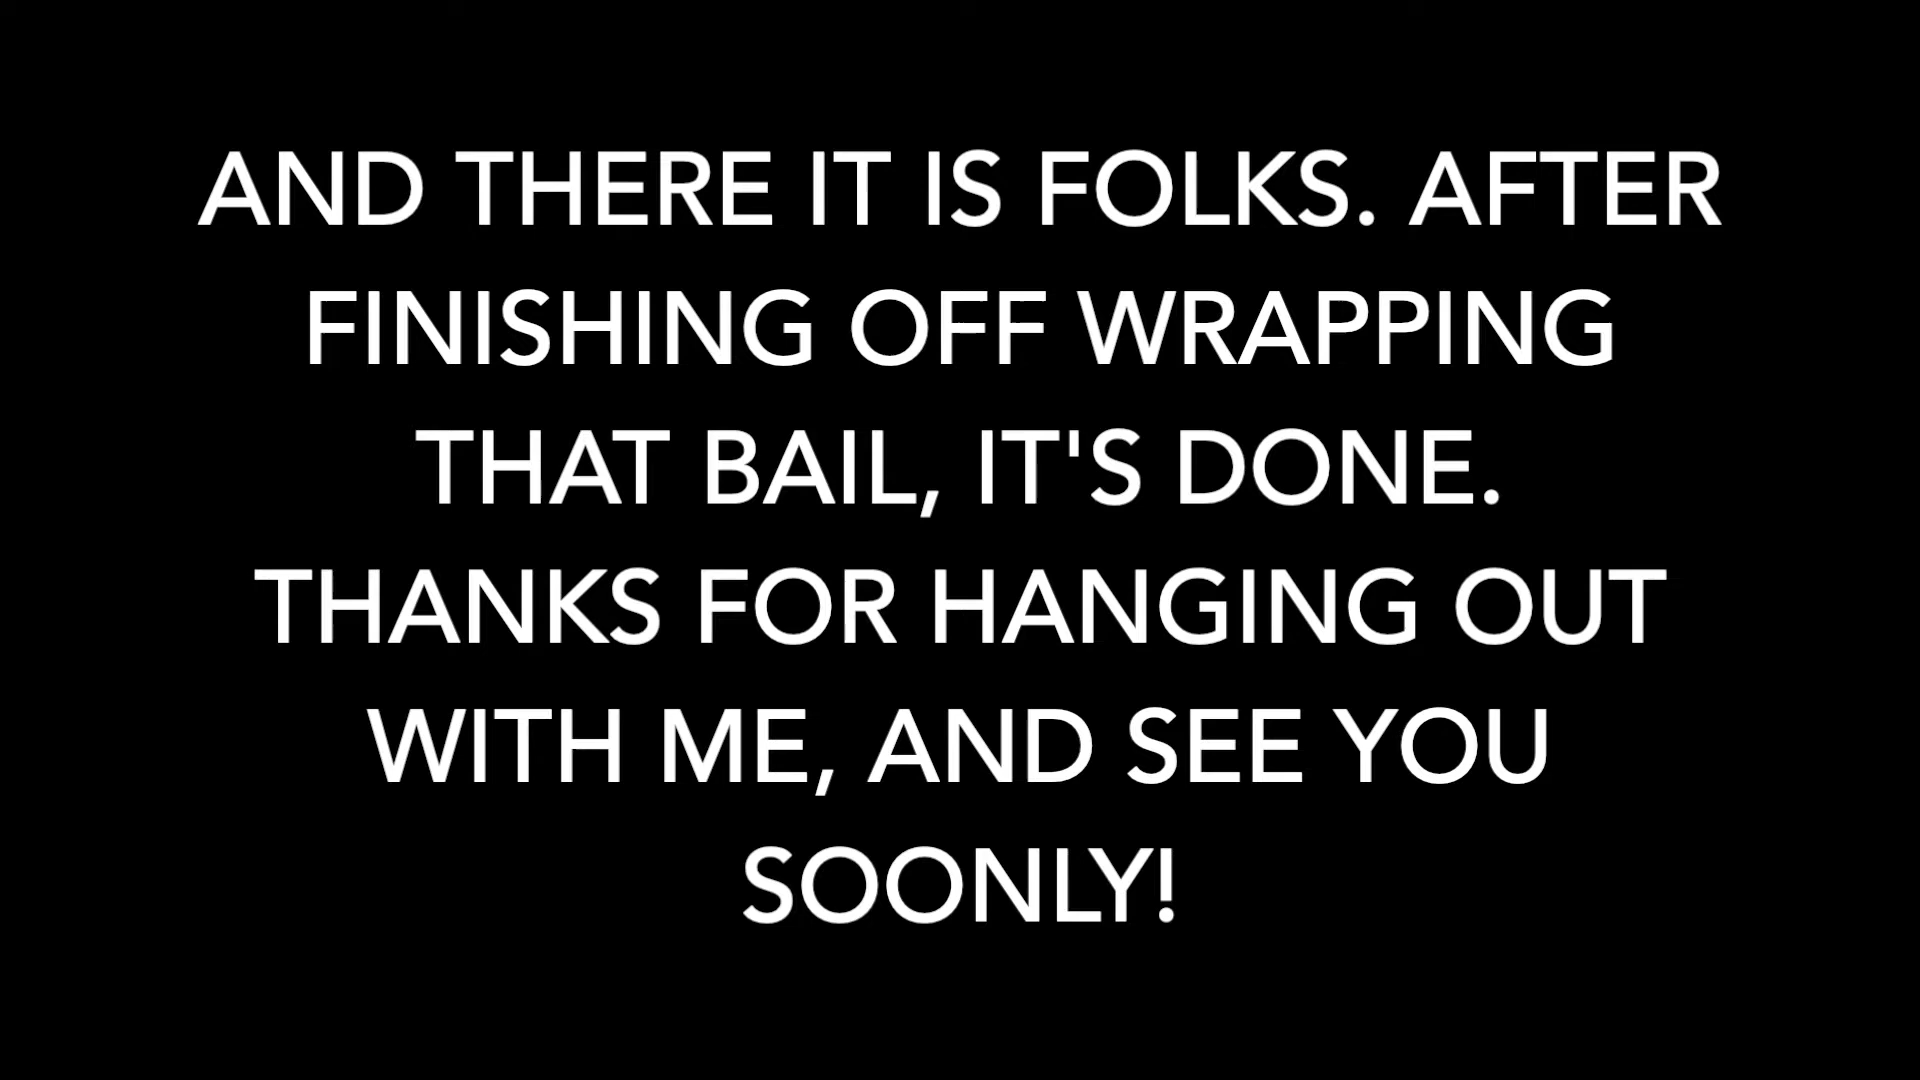 AND THERE IT IS FOLKS. AFTER
FINISHING OFF WRAPPING
THAT BAIL, IT'S DONE.
THANKS FOR HANGING OUT
WITH ME, AND SEE YOU
SOONLY!